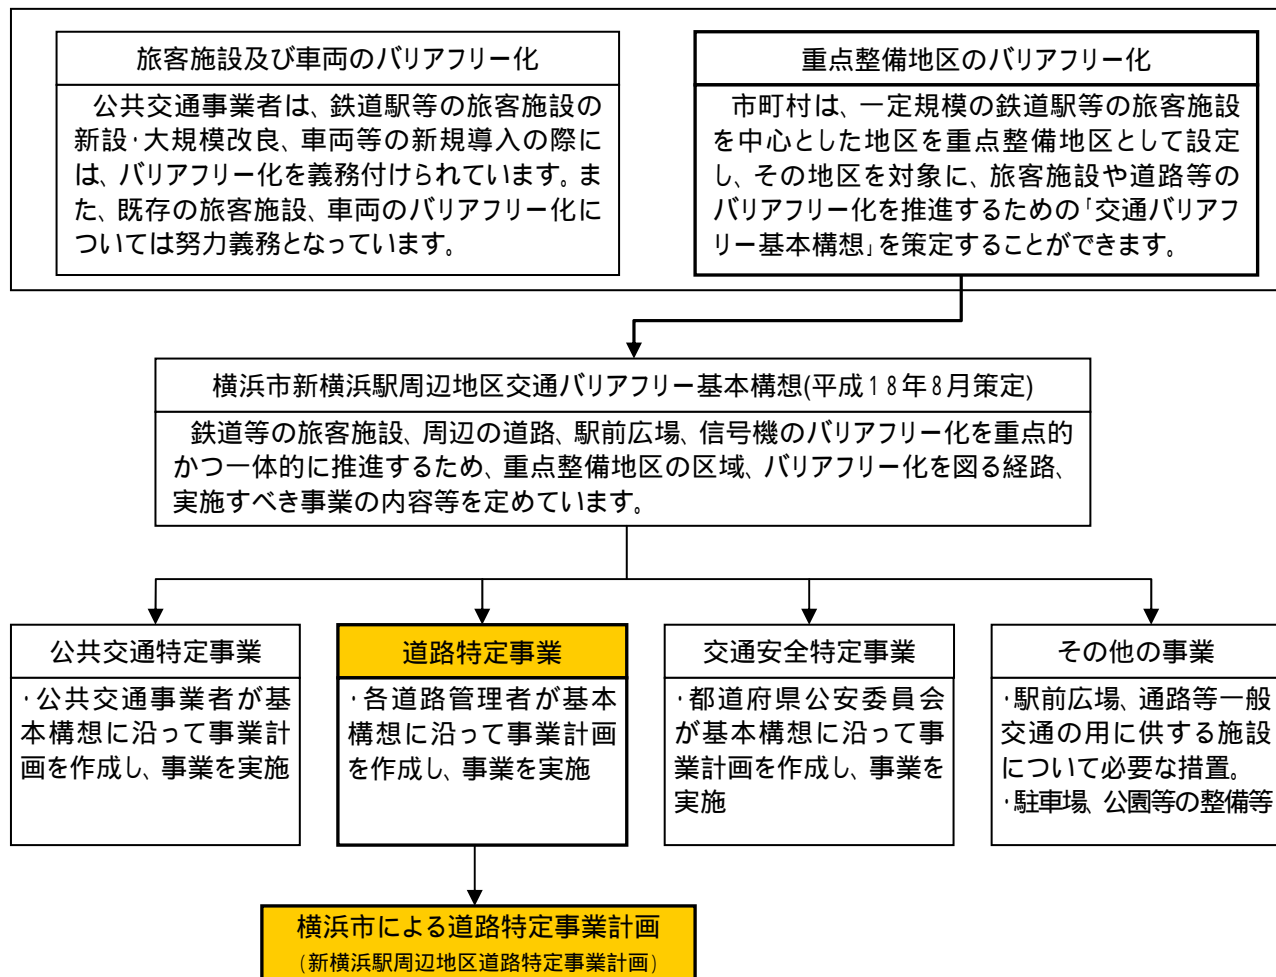 旅客施設及び車両のバリアフリー化
公共交通事業者は、鉄道駅等の旅客施設の
新設・大規模改良、車両等の新規導入の際に
は、バリアフリー化を義務付けられています。ま
た、既存の旅客施設、車両のバリアフリー化に
ついては努力義務となっています。
重点整備地区のバリアフリー化
市町村は、一定規模の鉄道駅等の旅客施設
を中心とした地区を重点整備地区として設定
し、その地区を対象に、旅客施設や道路等の
バリアフリー化を推進するための「交通バリアフ
リー基本構想」を策定することができます。
横浜市新横浜駅周辺地区交通バリアフリー基本構想(平成18年8月策定)
鉄道等の旅客施設、周辺の道路、駅前広場、信号機のバリアフリー化を重点的
かつ一体的に推進するため、重点整備地区の区域、バリアフリー化を図る経路、
実施すべき事業の内容等を定めています。
公共交通特定事業
・公共交通事業者が基
本構想に沿って事業計
画を作成し、事業を実施
道路特定事業
・各道路管理者が基本
構想に沿って事業計画
を作成し、事業を実施
交通安全特定事業
・都道府県公安委員会
が基本構想に沿って事
業計画を作成し、事業を
実施
その他の事業
・駅前広場、通路等一般
交通の用に供する施設
について必要な措置。
・駐車場、公園等の整備等
横浜市による道路特定事業計画
(新横浜駅周辺地区道路特定事業計画)